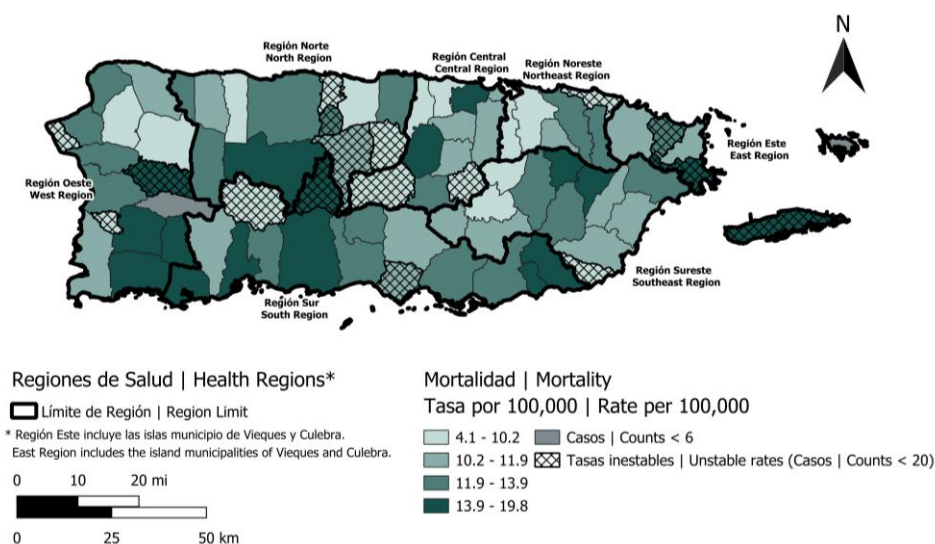 N
Región Norte
North Region
Región Central
Central Region
Región Noreste
Northeast Region
Región Este
East Region
Región Oeste
West Region
Región Sureste
Southeast Region
Región Sur
South Region
Regiones de Salud | Health Regions*
Límite de Región | Region Limit
* Región Este incluye las islas municipio de Vieques y Culebra.
East Region includes the island municipalities of Vieques and Culebra.
0 10 20 mi
0 25 50 km
Mortalidad | Mortality
Tasa por 100,000 | Rate per 100,000
4.1 - 10.2 Casos | Counts < 6
10.2 - 11.9 Tasas inestables | Unstable rates (Casos | Counts < 20)
11.9 - 13.9
13.9 - 19.8